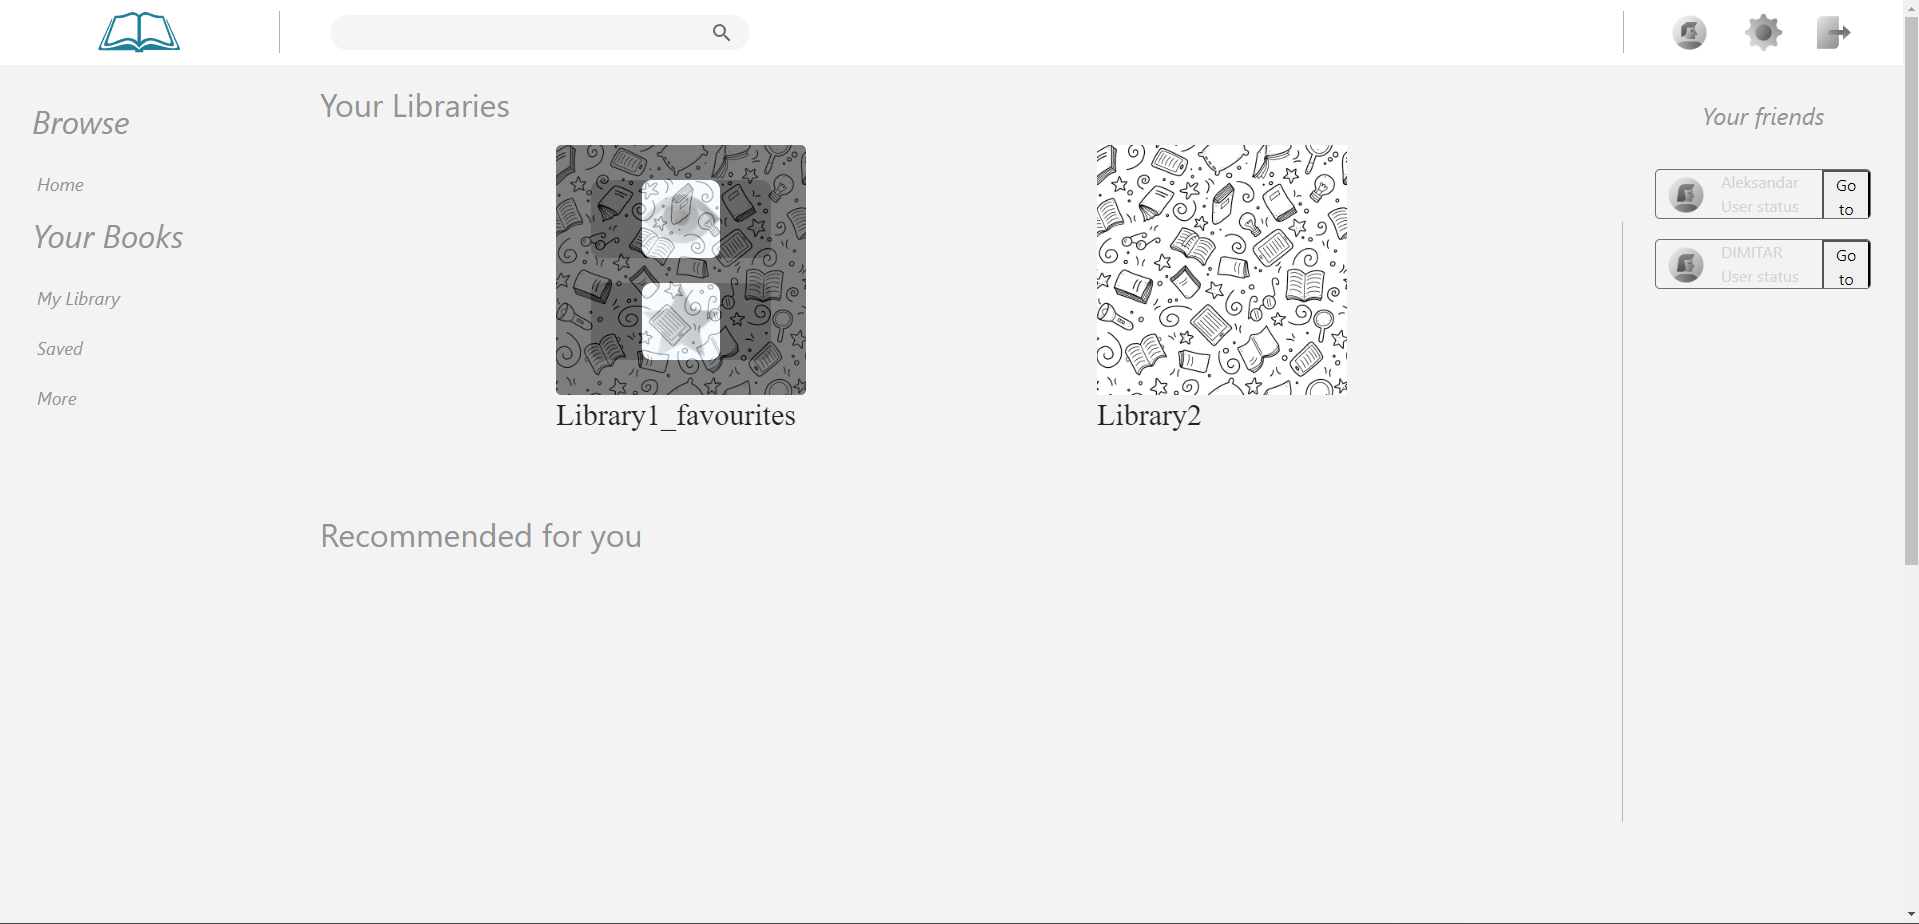 Browse
Home
Your Books
My Library
Saved
More
Your Libraries
Library1_favourites
Library2
Recommended for you
Your friends
Aleksandar
User status
Go
to
DIMITAR
User status
Go
to